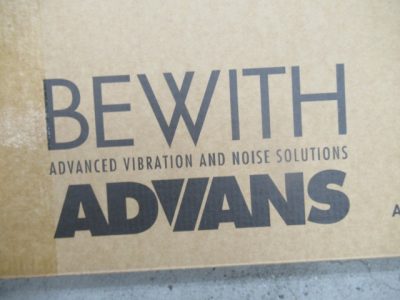 BEWITH
ADVANCED VIBRATION AND NOISE SOLUTIONS
ADVANS
A